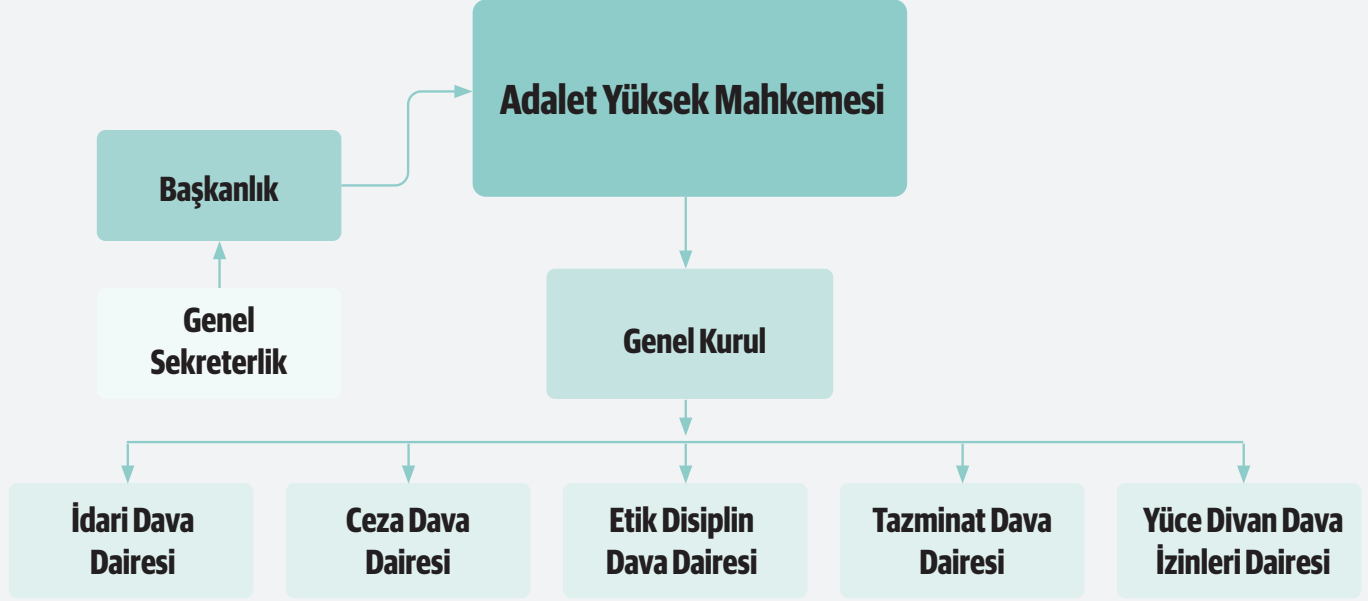 Adalet Yüksek Mahkemesi
Başkanlık
Genel
Sekreterlik
Genel Kurul
İdari Dava
Dairesi
Ceza Dava
Dairesi
Etik Disiplin
Dava Dairesi
Tazminat Dava
Dairesi
Yüce Divan Dava
İzinleri Dairesi